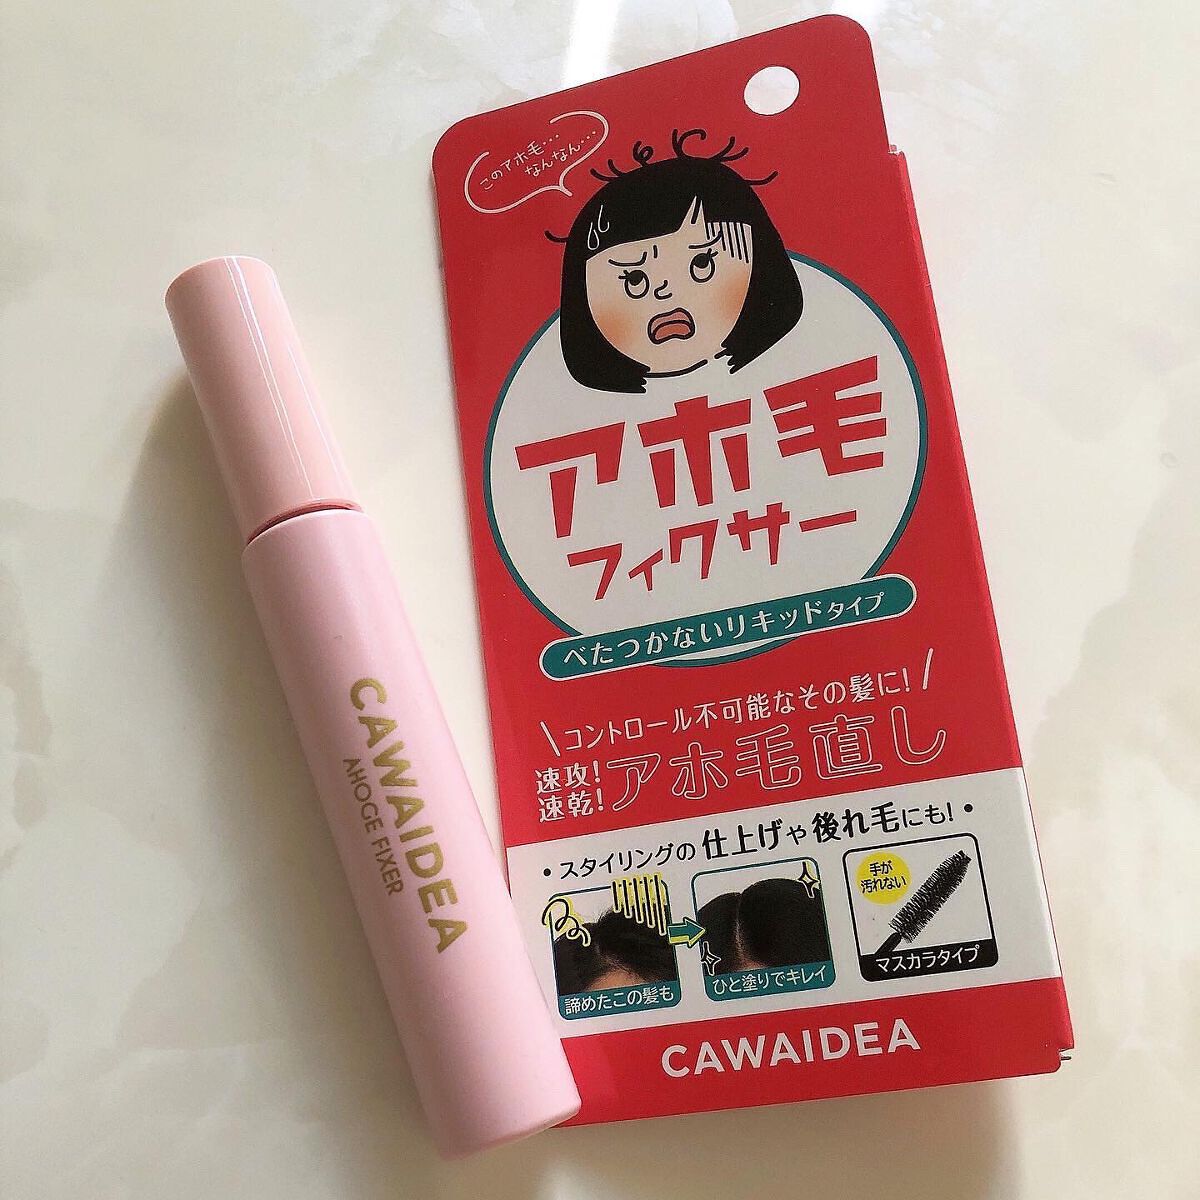 このアホ毛…
なんなん…
アホ毛
フィクサー
べたつかないリキッドタイプ
コントロール不可能なその髪に!
速攻!
速乾!
アホ毛直し
・スタイリングの仕上げや後れ毛にも!・
手が
汚れない
諦めたこの髪も
ひと塗りでキレイ
マスカラタイプ
CAWAIDEA
CAWAIDEA
AHOGE FIXER